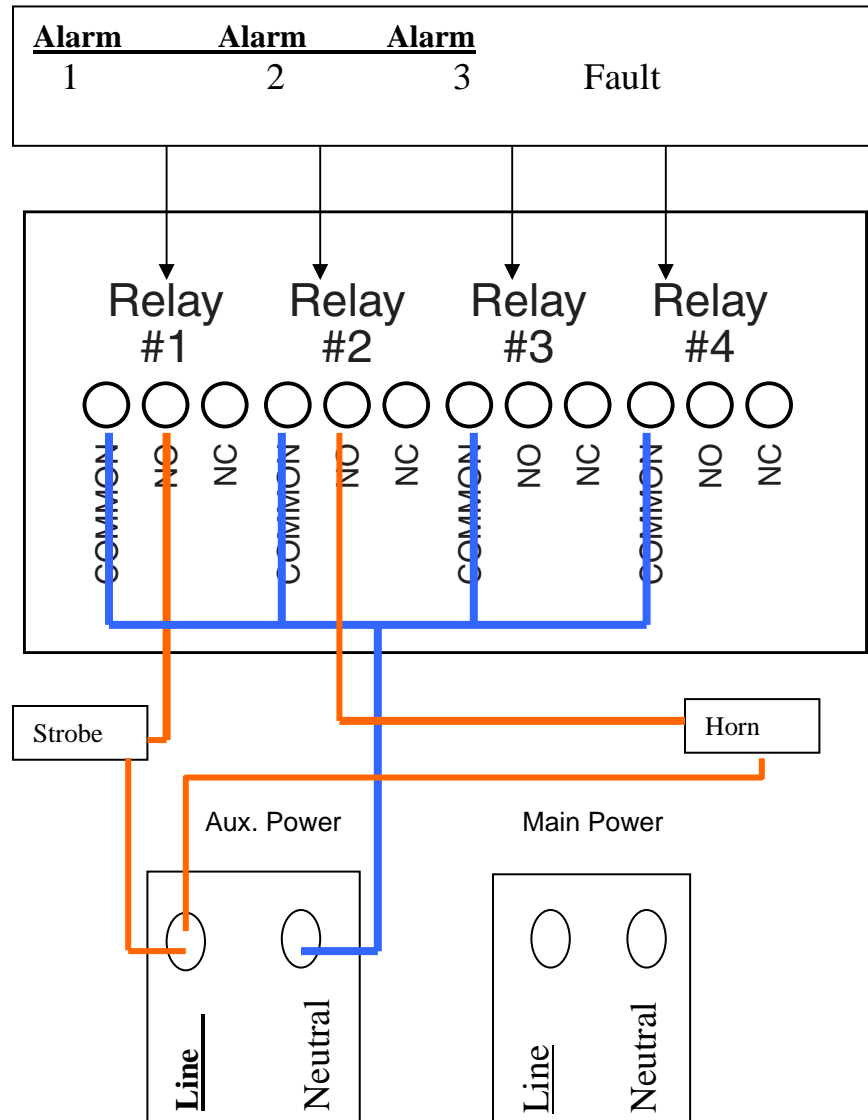 Alarm Alarm Alarm
1 2 3 Fault
Relay #1
Relay #2
Relay #3
Relay #4
COMMON NO NC COMMON NO NC COMMON NO NC COMMON NO NC
Strobe
Horn
Aux. Power
Main Power
Line
Neutral
Line
Neutral